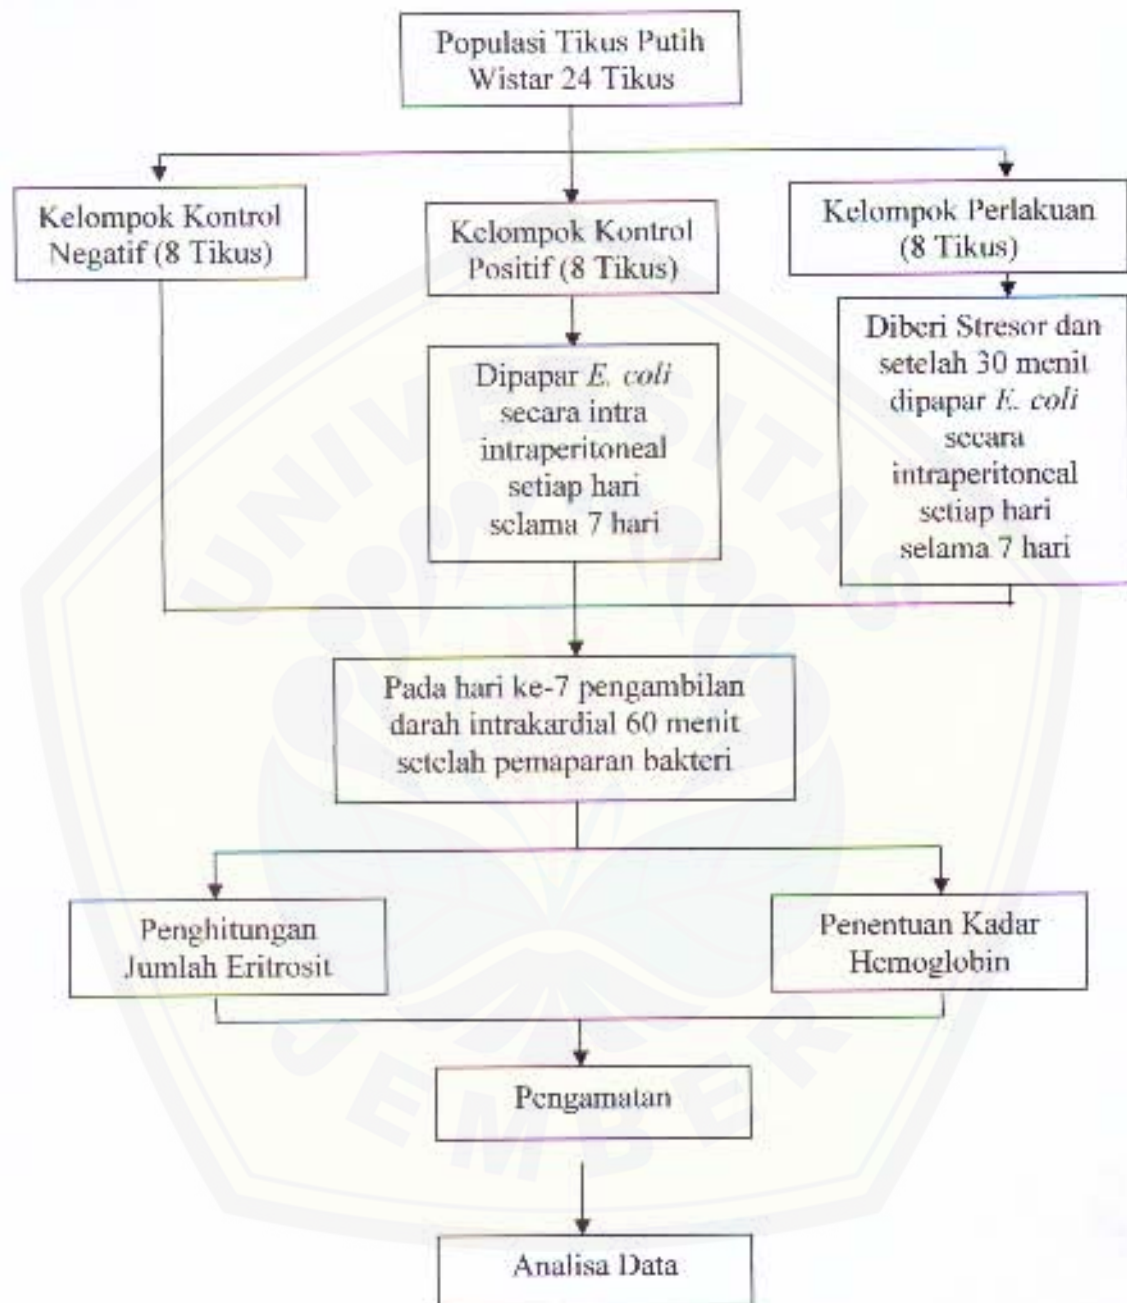 Populasi Tikus Putih
Wistar 24 Tikus
Kelompok Kontrol
Negatif (8 Tikus)
Kelompok Kontrol
Positif (8 Tikus)
Kelompok Perlakuan
(8 Tikus)
Dipapar E. coli
secara intra
intraperitoneal
setiap hari
selama 7 hari
Diberi Stresor dan
setelah 30 menit
dipapar E. coli
secara
intraperitoneal
setiap hari
selama 7 hari
Pada hari ke-7 pengambilan
darah intrakardial 60 menit
setelah pemaparan bakteri
Penghitungan
Jumlah Eritrosit
Penentuan Kadar
Hemoglobin
Pengamatan
Analisa Data
UNIVERSITAS
JEMBER